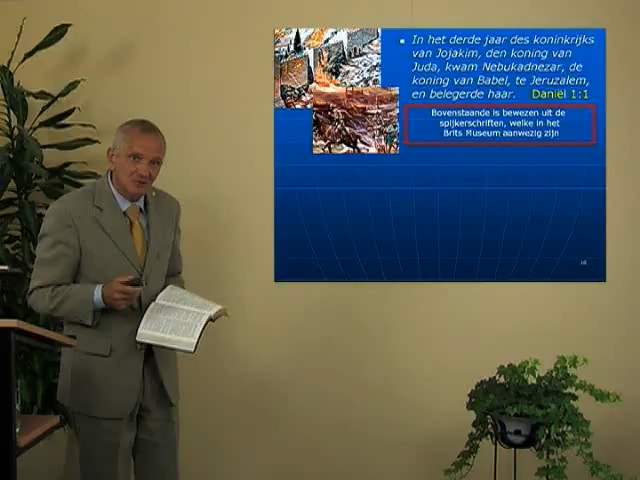 In het derde jaar des koninkrijks
van Jojakim, den koning van
Juda, kwam Nebukadnezar, de
koning van Babel, te Jeruzalem,
en belegerde haar. Daniël 1:1
Bovenstaande is bewezen uit de
spijkerschriften, welke in het
Brits Museum aanwezig zijn